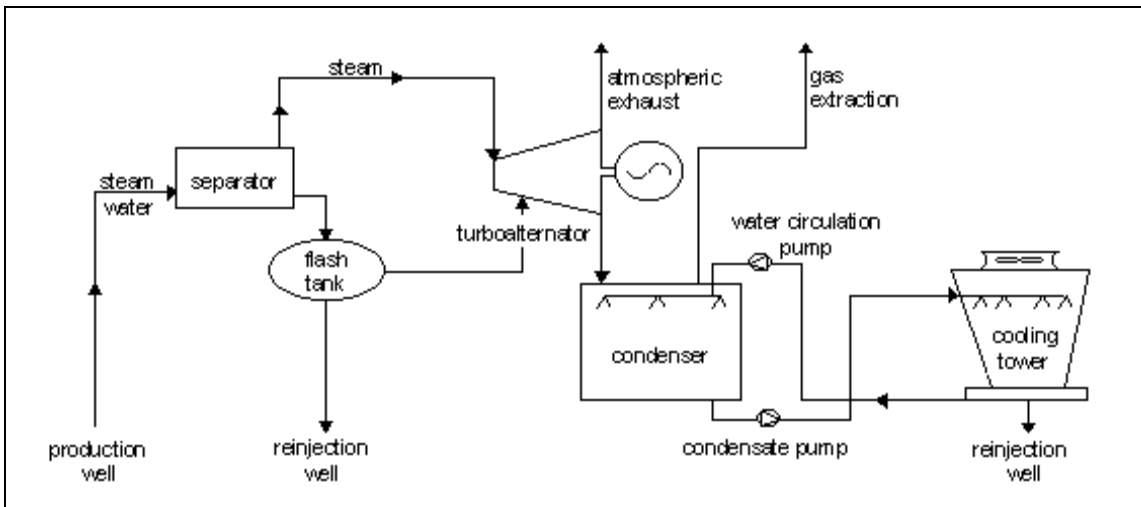 steam
atmospheric
exhaust
gas
extraction
separator
steam
water
turboalternator
water circulation
pump
flash
tank
condenser
cooling
tower
production
well
reinjection
well
condensate pump
reinjection
well